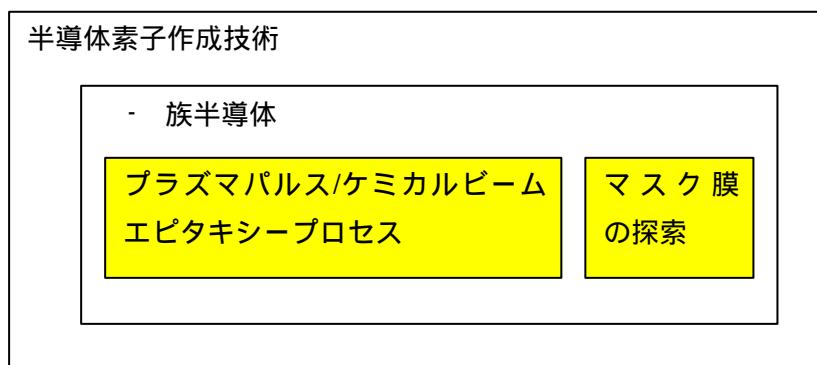 半導体素子作成技術
- 族半導体
プラズマパルス/ケミカルビーム
エピタキシープロセス
マスク膜
の探索